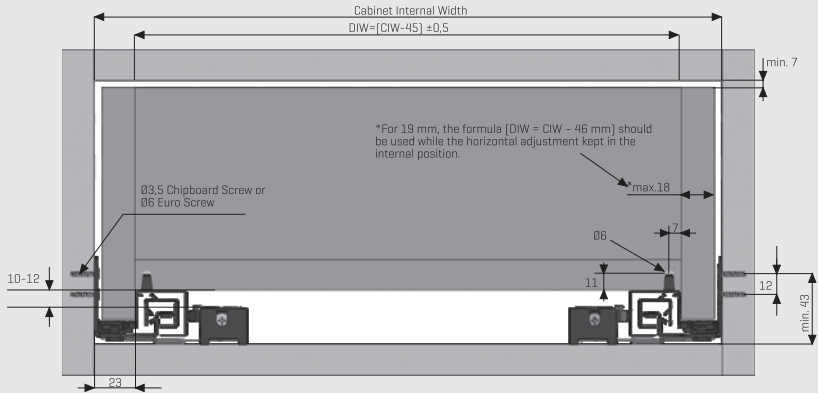 Cabinet Internal Width
DIW=(CIW-45) ±0,5
min. 7
*For 19 mm, the formula [DIW = CIW – 46 mm] should
be used while the horizontal adjustment kept in the
internal position.
*max.18
Ø3,5 Chipboard Screw or
Ø6 Euro Screw
7
Ø6
10-12
11
12
min. 43
23